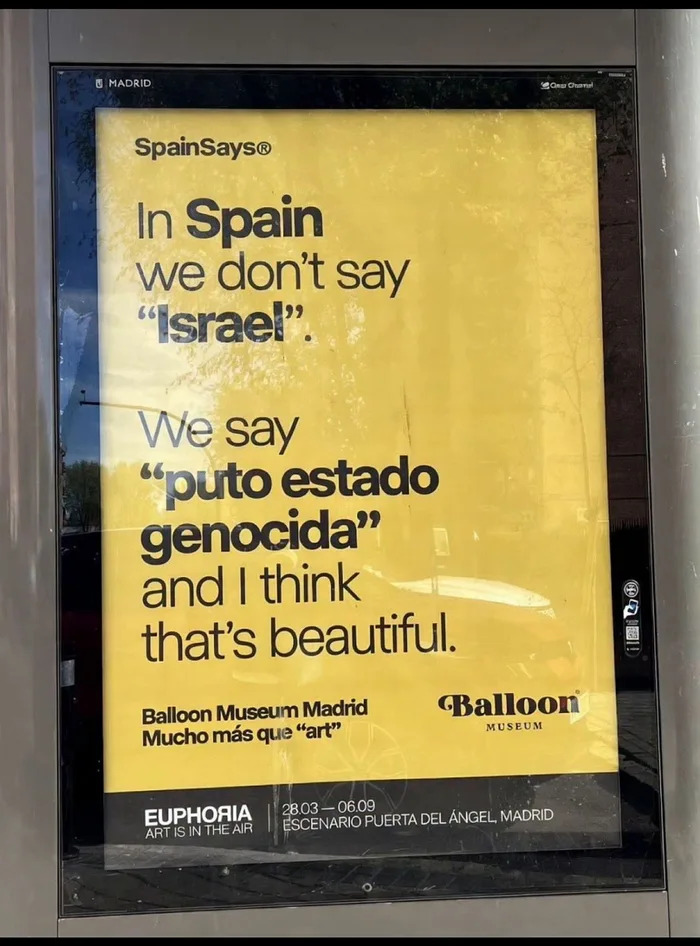 MADRID
Clear Channel
SpainSays®
In Spain
we don't say
“Israel”.
We say
“puto estado
genocida”
and I think
that's beautiful.
Balloon Museum Madrid
Mucho más que “art”
Balloon
MUSEUM
EUPHORIA
ART IS IN THE AIR
28.03 — 06.09
ESCENARIO PUERTA DEL ÁNGEL, MADRID